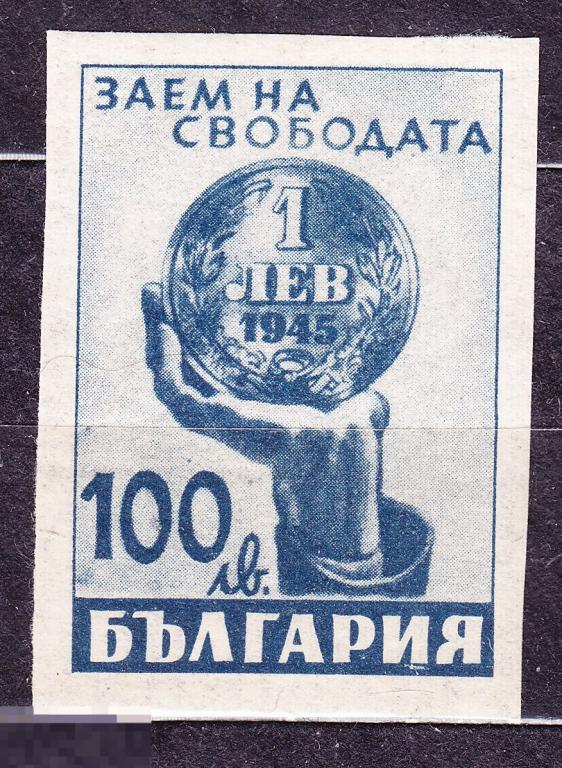 ЗАЕМ НА
СВОБОДАТА
1
ЛЕВ
1945
100
лв.
БЪЛГАРИЯ